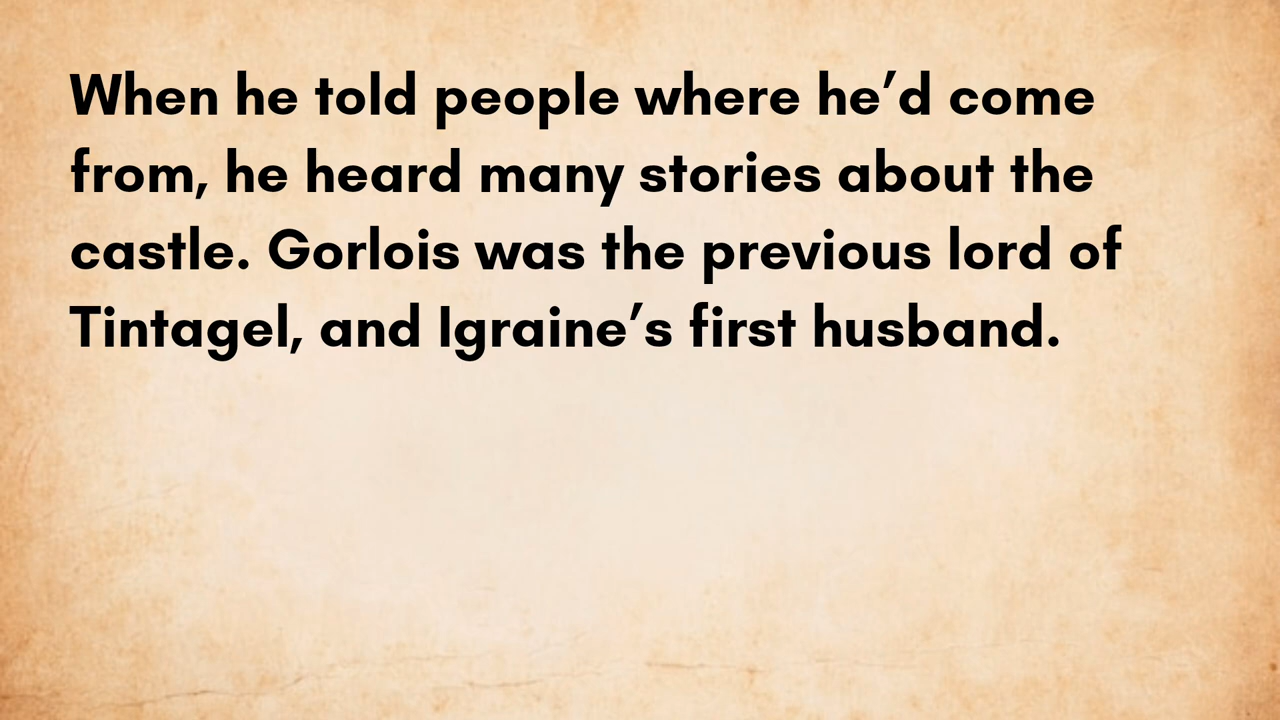 When he told people where he’d come
from, he heard many stories about the
castle. Gorlois was the previous lord of
Tintagel, and Igraine’s first husband.